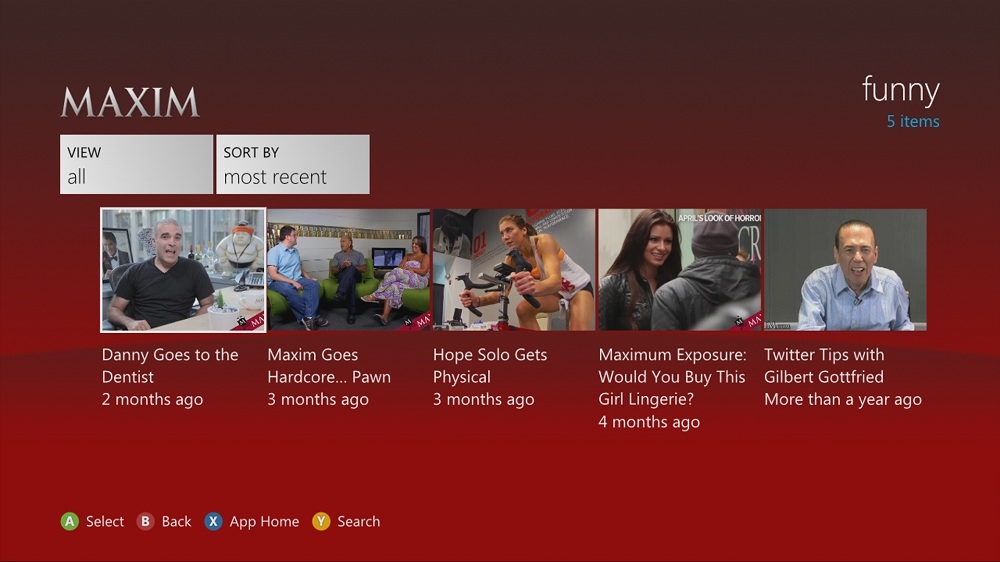 MAXIM
funny
5 items
VIEW
all
SORT BY
most recent
APRIL'S LOOK OF HORRO
Danny Goes to the
Dentist
2 months ago
Maxim Goes
Hardcore... Pawn
3 months ago
Hope Solo Gets
Physical
3 months ago
Maximum Exposure:
Would You Buy This
Girl Lingerie?
4 months ago
Twitter Tips with
Gilbert Gottfried
More than a year ago
A Select B Back X App Home Y Search